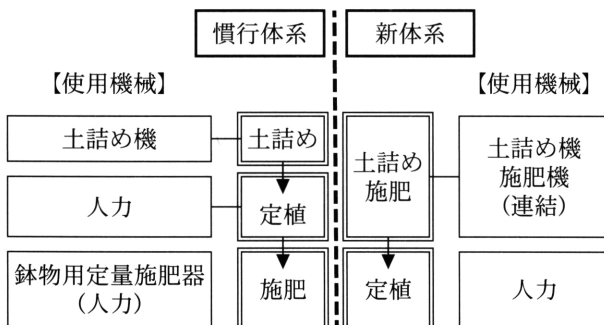 慣行体系
新体系
【使用機械】
【使用機械】
土詰め機
土詰め
人力
定植
鉢物用定量施肥器
(人力)
施肥
土詰め
施肥
土詰め機
施肥機
(連結)
定植
人力